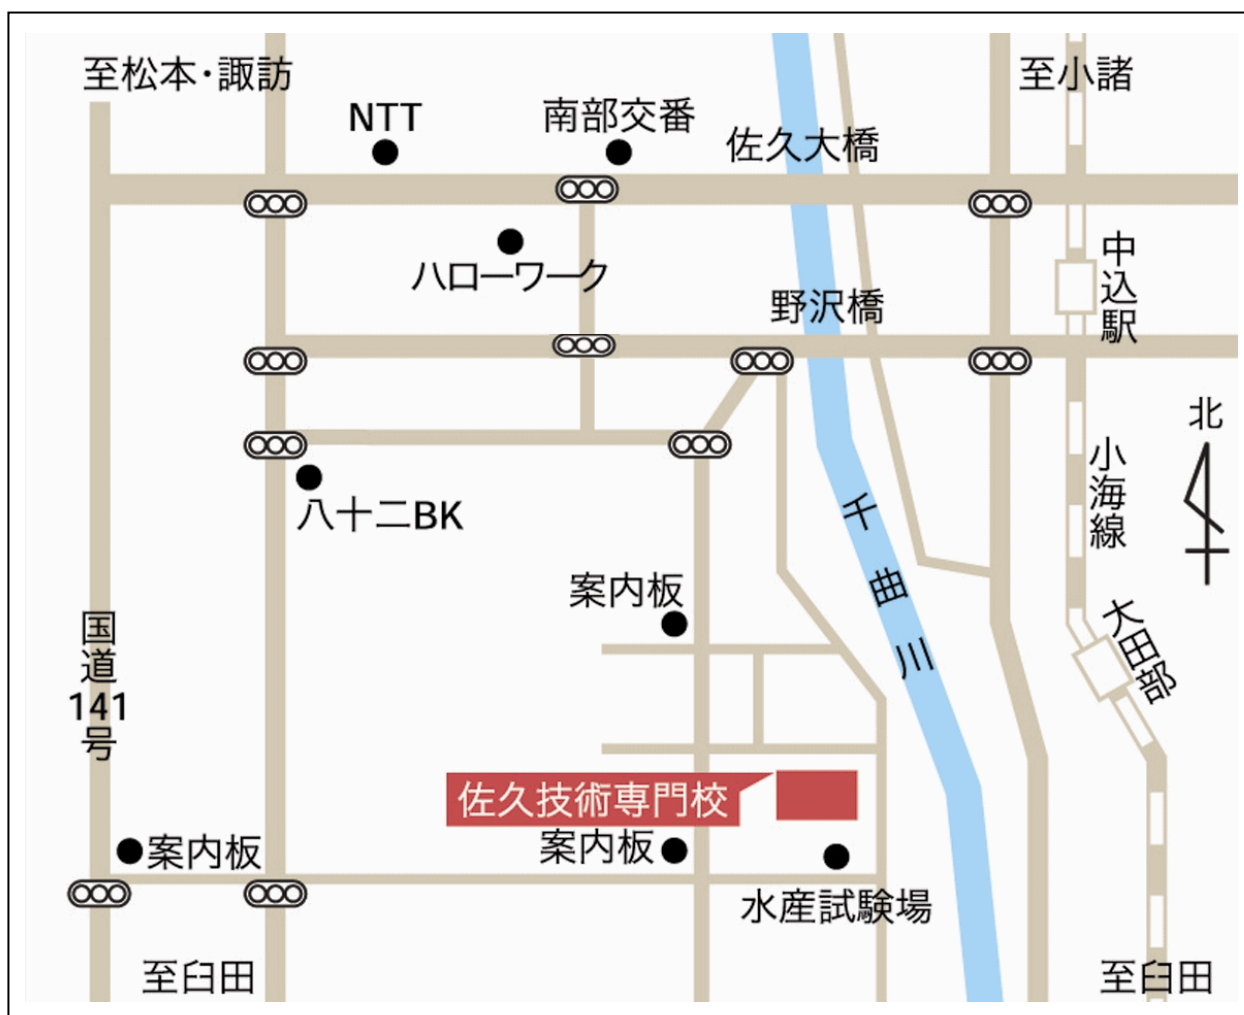 至松本・諏訪
至小諸
NTT
南部交番
佐久大橋
ハローワーク
中込駅
野沢橋
北
八十二BK
小海線
千曲川
案内板
国道141号
大田部
佐久技術専門校
案内板
案内板
水産試験場
至臼田
至臼田